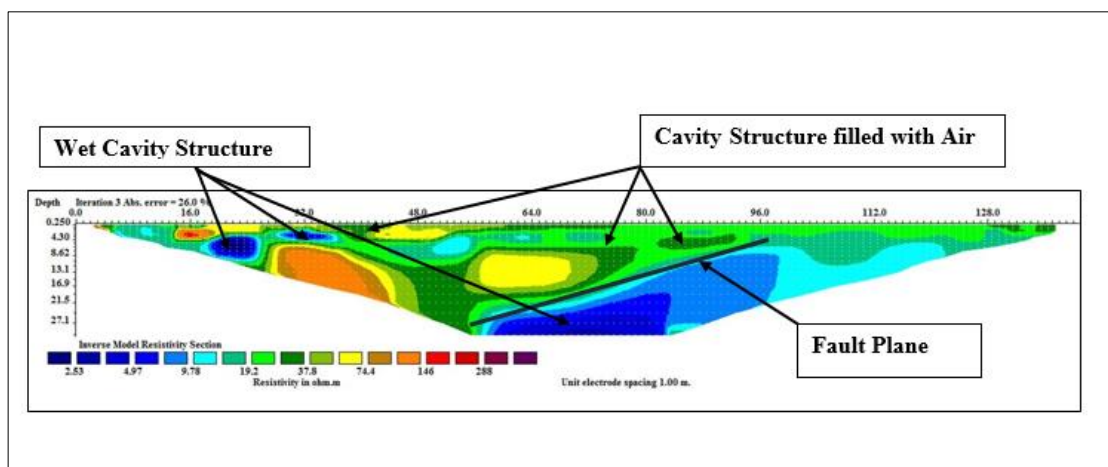 Wet Cavity Structure
Cavity Structure filled with Air
Depth Iteration 3 Abs. error = 26.0 %
0.0 16.0 32.0 48.0 64.0 80.0 96.0 112.0 128.0
0.250
4.30
8.62
13.1
16.9
21.5
27.1
Fault Plane
Inverse Model Resistivity Section
2.53 4.97 9.78 19.2 37.8 74.4 146 288
Resistivity in ohm.m Unit electrode spacing 1.00 m.